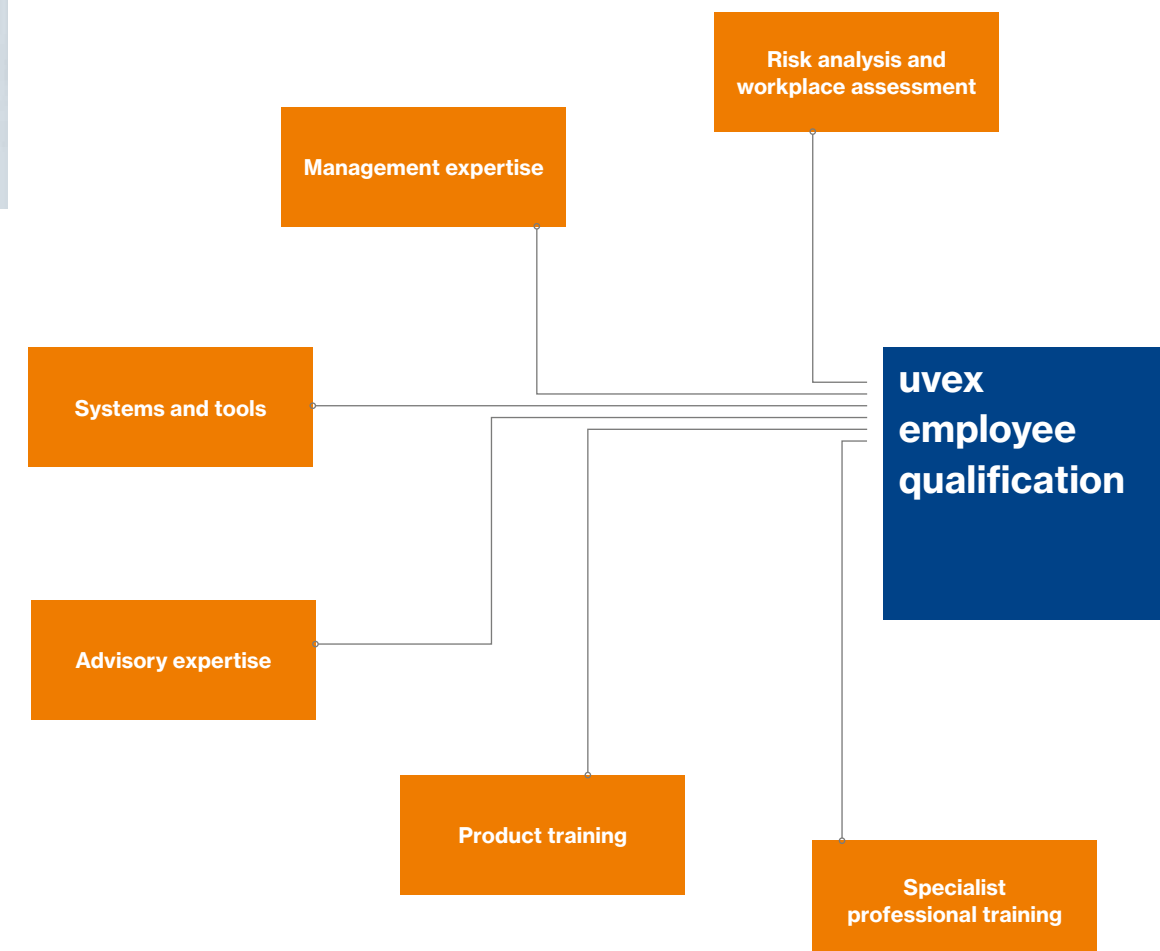 Risk analysis and
workplace assessment
Management expertise
Systems and tools
uvex
employee
qualification
Advisory expertise
Product training
Specialist
professional training